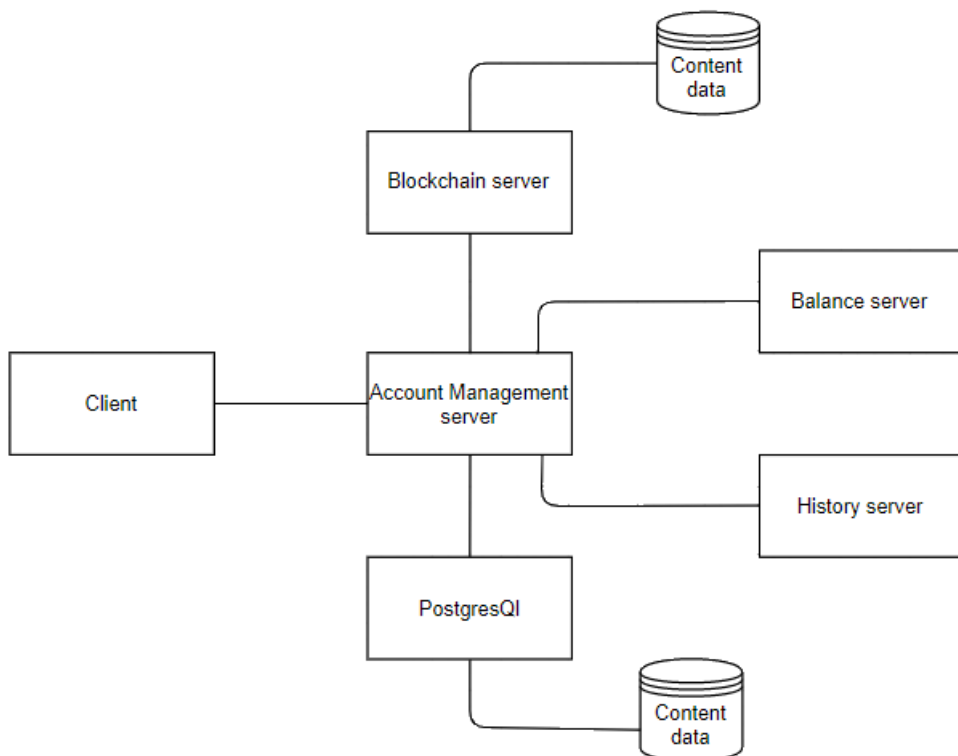 Content
data
Blockchain server
Balance server
Client
Account Management
server
History server
PostgresQl
Content
data